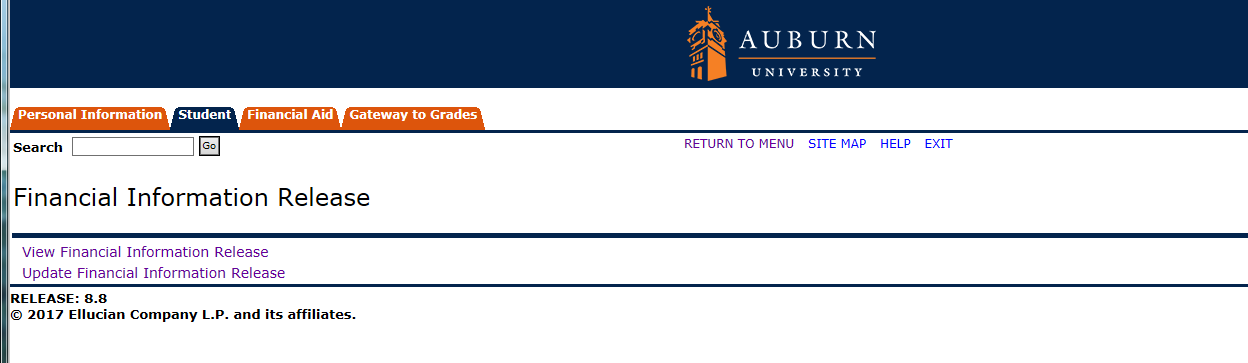 AUBURN
UNIVERSITY
Personal Information Student Financial Aid Gateway to Grades
Search Go RETURN TO MENU SITE MAP HELP EXIT
Financial Information Release
View Financial Information Release
Update Financial Information Release
RELEASE: 8.8
© 2017 Ellucian Company L.P. and its affiliates.